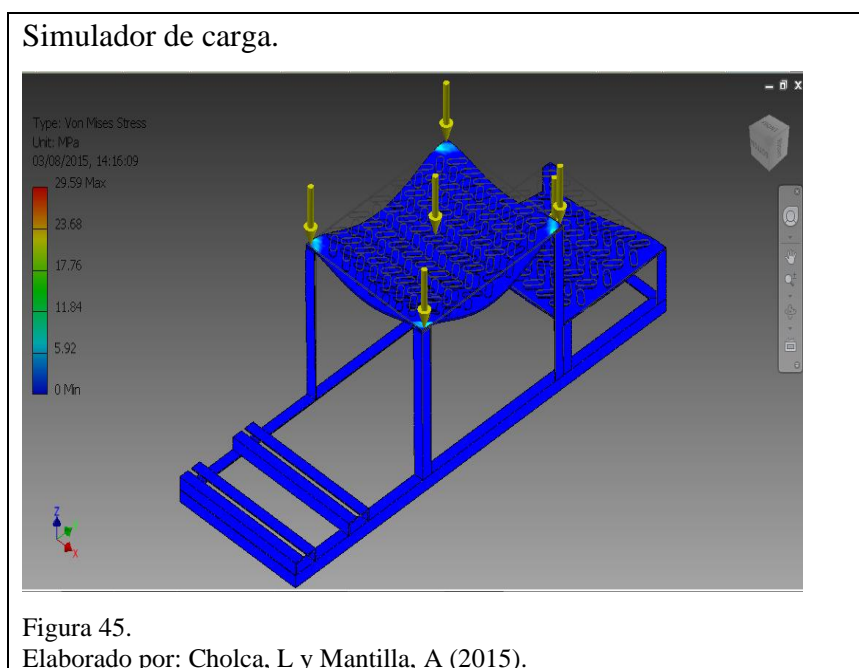 Simulador de carga.
Type: Von Mises Stress
Unit: MPa
03/08/2015, 14:16:09
29.59 Max
23.68
17.76
11.84
5.92
0 Min
Z
X
Figura 45.
Elaborado por: Cholca, L y Mantilla, A (2015).